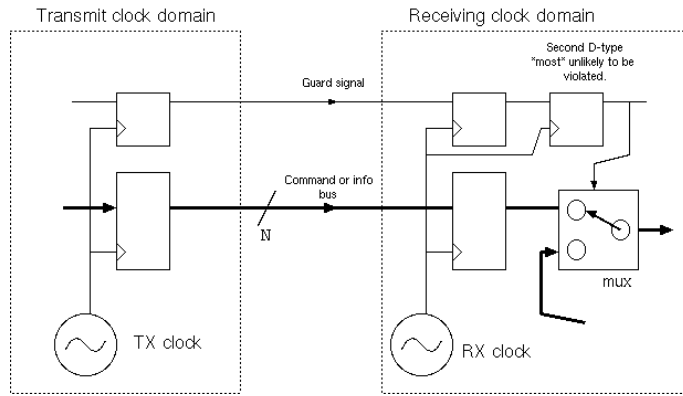 Transmit clock domain
Receiving clock domain
Second D-type
"most" unlikely to be
violated.
Guard signal
Command or info
bus
N
mux
TX clock
RX clock